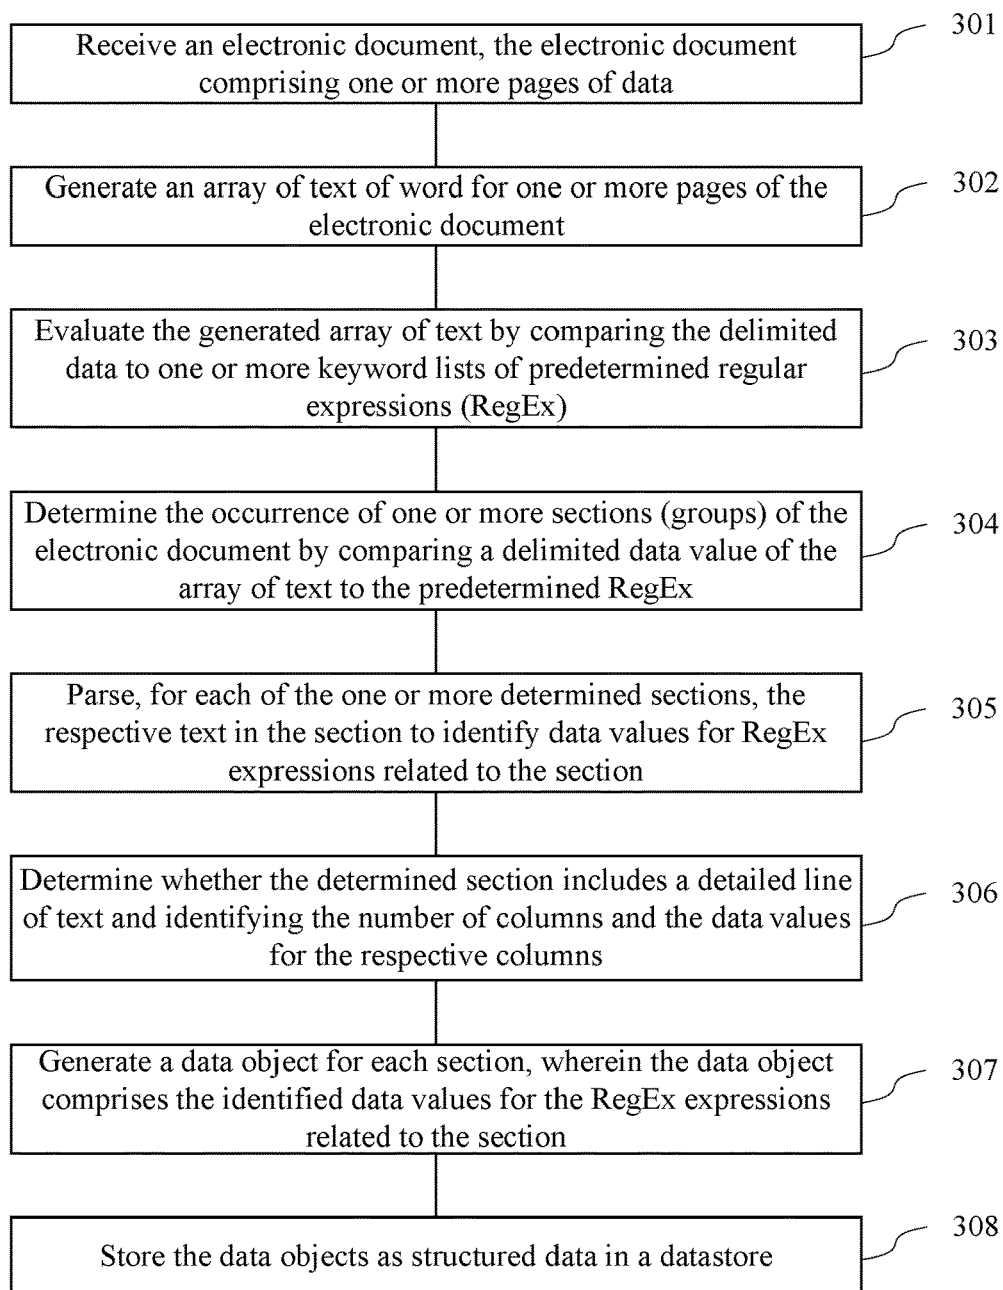 301
Receive an electronic document, the electronic document
comprising one or more pages of data
302
Generate an array of text of word for one or more pages of the
electronic document
303
Evaluate the generated array of text by comparing the delimited
data to one or more keyword lists of predetermined regular
expressions (RegEx)
304
Determine the occurrence of one or more sections (groups) of the
electronic document by comparing a delimited data value of the
array of text to the predetermined RegEx
305
Parse, for each of the one or more determined sections, the
respective text in the section to identify data values for RegEx
expressions related to the section
306
Determine whether the determined section includes a detailed line
of text and identifying the number of columns and the data values
for the respective columns
307
Generate a data object for each section, wherein the data object
comprises the identified data values for the RegEx expressions
related to the section
308
Store the data objects as structured data in a datastore